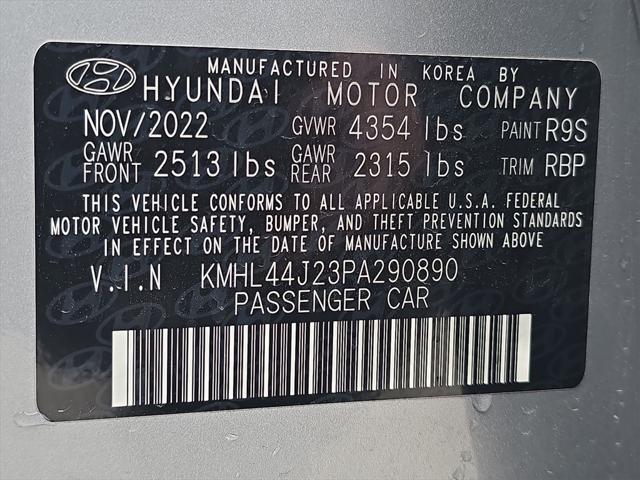 MANUFACTURED IN KOREA BY
HYUNDAI MOTOR COMPANY
NOV/2022 GVWR 4354 lbs PAINT R9S
GAWR FRONT 2513 lbs GAWR REAR 2315 lbs TRIM RBP
THIS VEHICLE CONFORMS TO ALL APPLICABLE U.S.A. FEDERAL
MOTOR VEHICLE SAFETY, BUMPER, AND THEFT PREVENTION STANDARDS
IN EFFECT ON THE DATE OF MANUFACTURE SHOWN ABOVE
V.I.N KMHL44J23PA290890
PASSENGER CAR